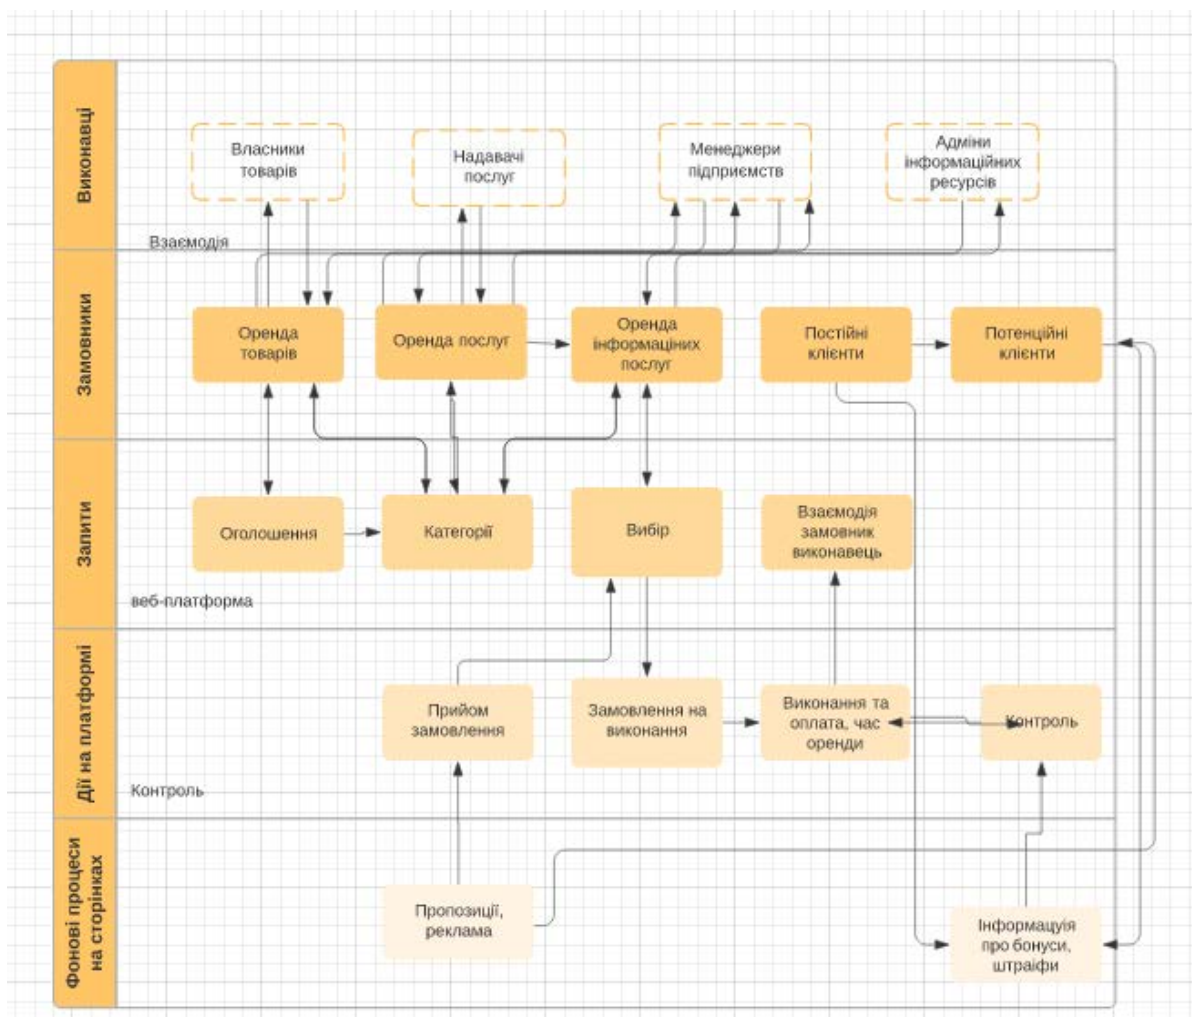 Виконавці
Власники
товарів
Надавачі
послуг
Менеджери
підприємств
Адміни
інформаційних
ресурсів
Взаємодія
Замовники
Оренда
товарів
Оренда послуг
Оренда
інформаціних
послуг
Постійні
клієнти
Потенційні
клієнти
Запити
Оголошення
Категорії
Вибір
Взаємодія
замовник
виконавець
веб-платформа
Дії на платформі
Прийом
замовлення
Замовлення на
виконання
Виконання та
оплата, час
оренди
Контроль
Контроль
Фонові процеси
на сторінках
Пропозиції,
реклама
Інформацуія
про бонуси,
штраіфи